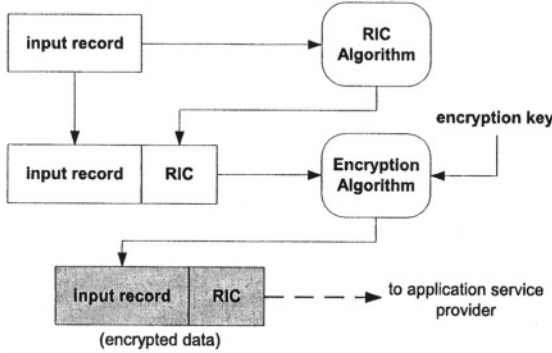 input record
RIC
Algorithm
encryption key
input record
RIC
Encryption
Algorithm
Input record
RIC
to application service
provider
(encrypted data)